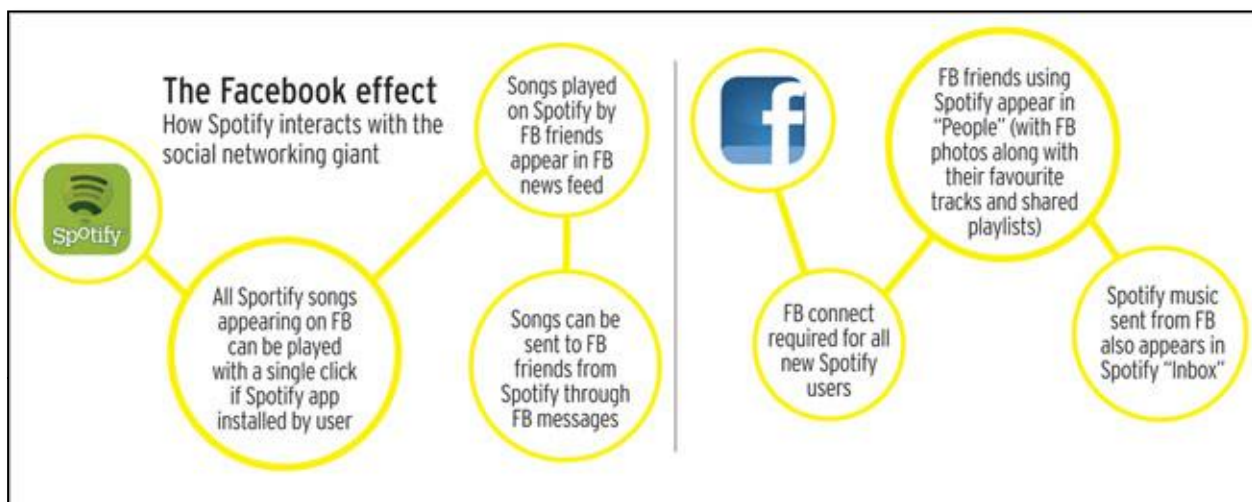 The Facebook effect
How Spotify interacts with the
social networking giant
Spotify
All Sportify songs
appearing on FB
can be played
with a single click
if Spotify app
installed by user
Songs played
on Spotify by
FB friends
appear in FB
news feed
Songs can be
sent to FB
friends from
Spotify through
FB messages
f
FB connect
required for all
new Spotify
users
FB friends using
Spotify appear in
“People” (with FB
photos along with
their favourite
tracks and shared
playlists)
Spotify music
sent from FB
also appears in
Spotify “Inbox”